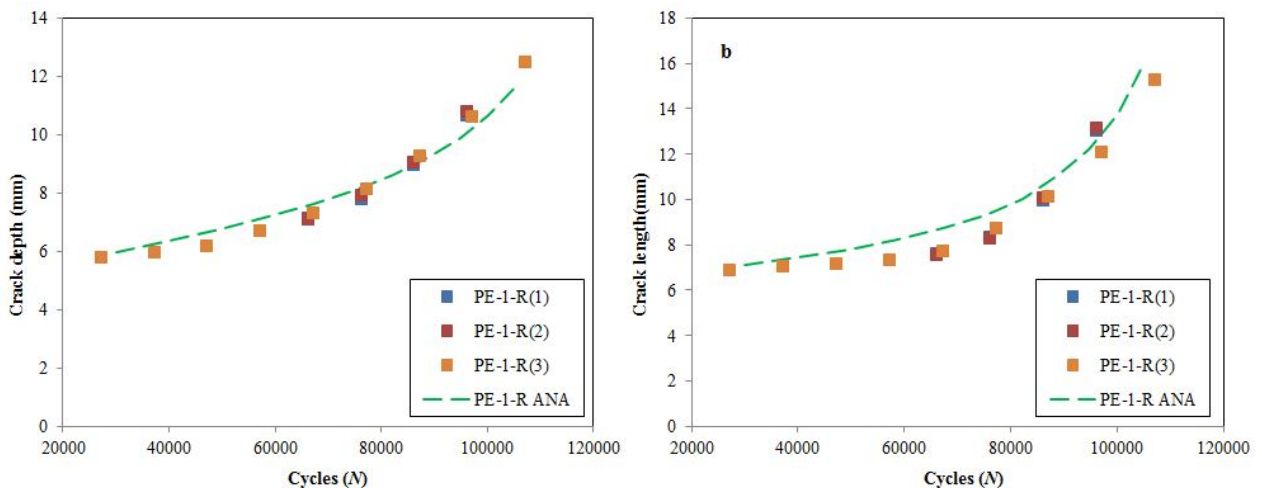 14
12
10
8
6
4
2
0
Crack depth (mm)
20000 40000 60000 80000 100000 120000
Cycles (N)
PE-1-R(1)
PE-1-R(2)
PE-1-R(3)
PE-1-R ANA
b
18
16
14
12
10
8
6
4
2
0
Crack length(mm)
20000 40000 60000 80000 100000 120000
Cycles (N)
PE-1-R(1)
PE-1-R(2)
PE-1-R(3)
PE-1-R ANA